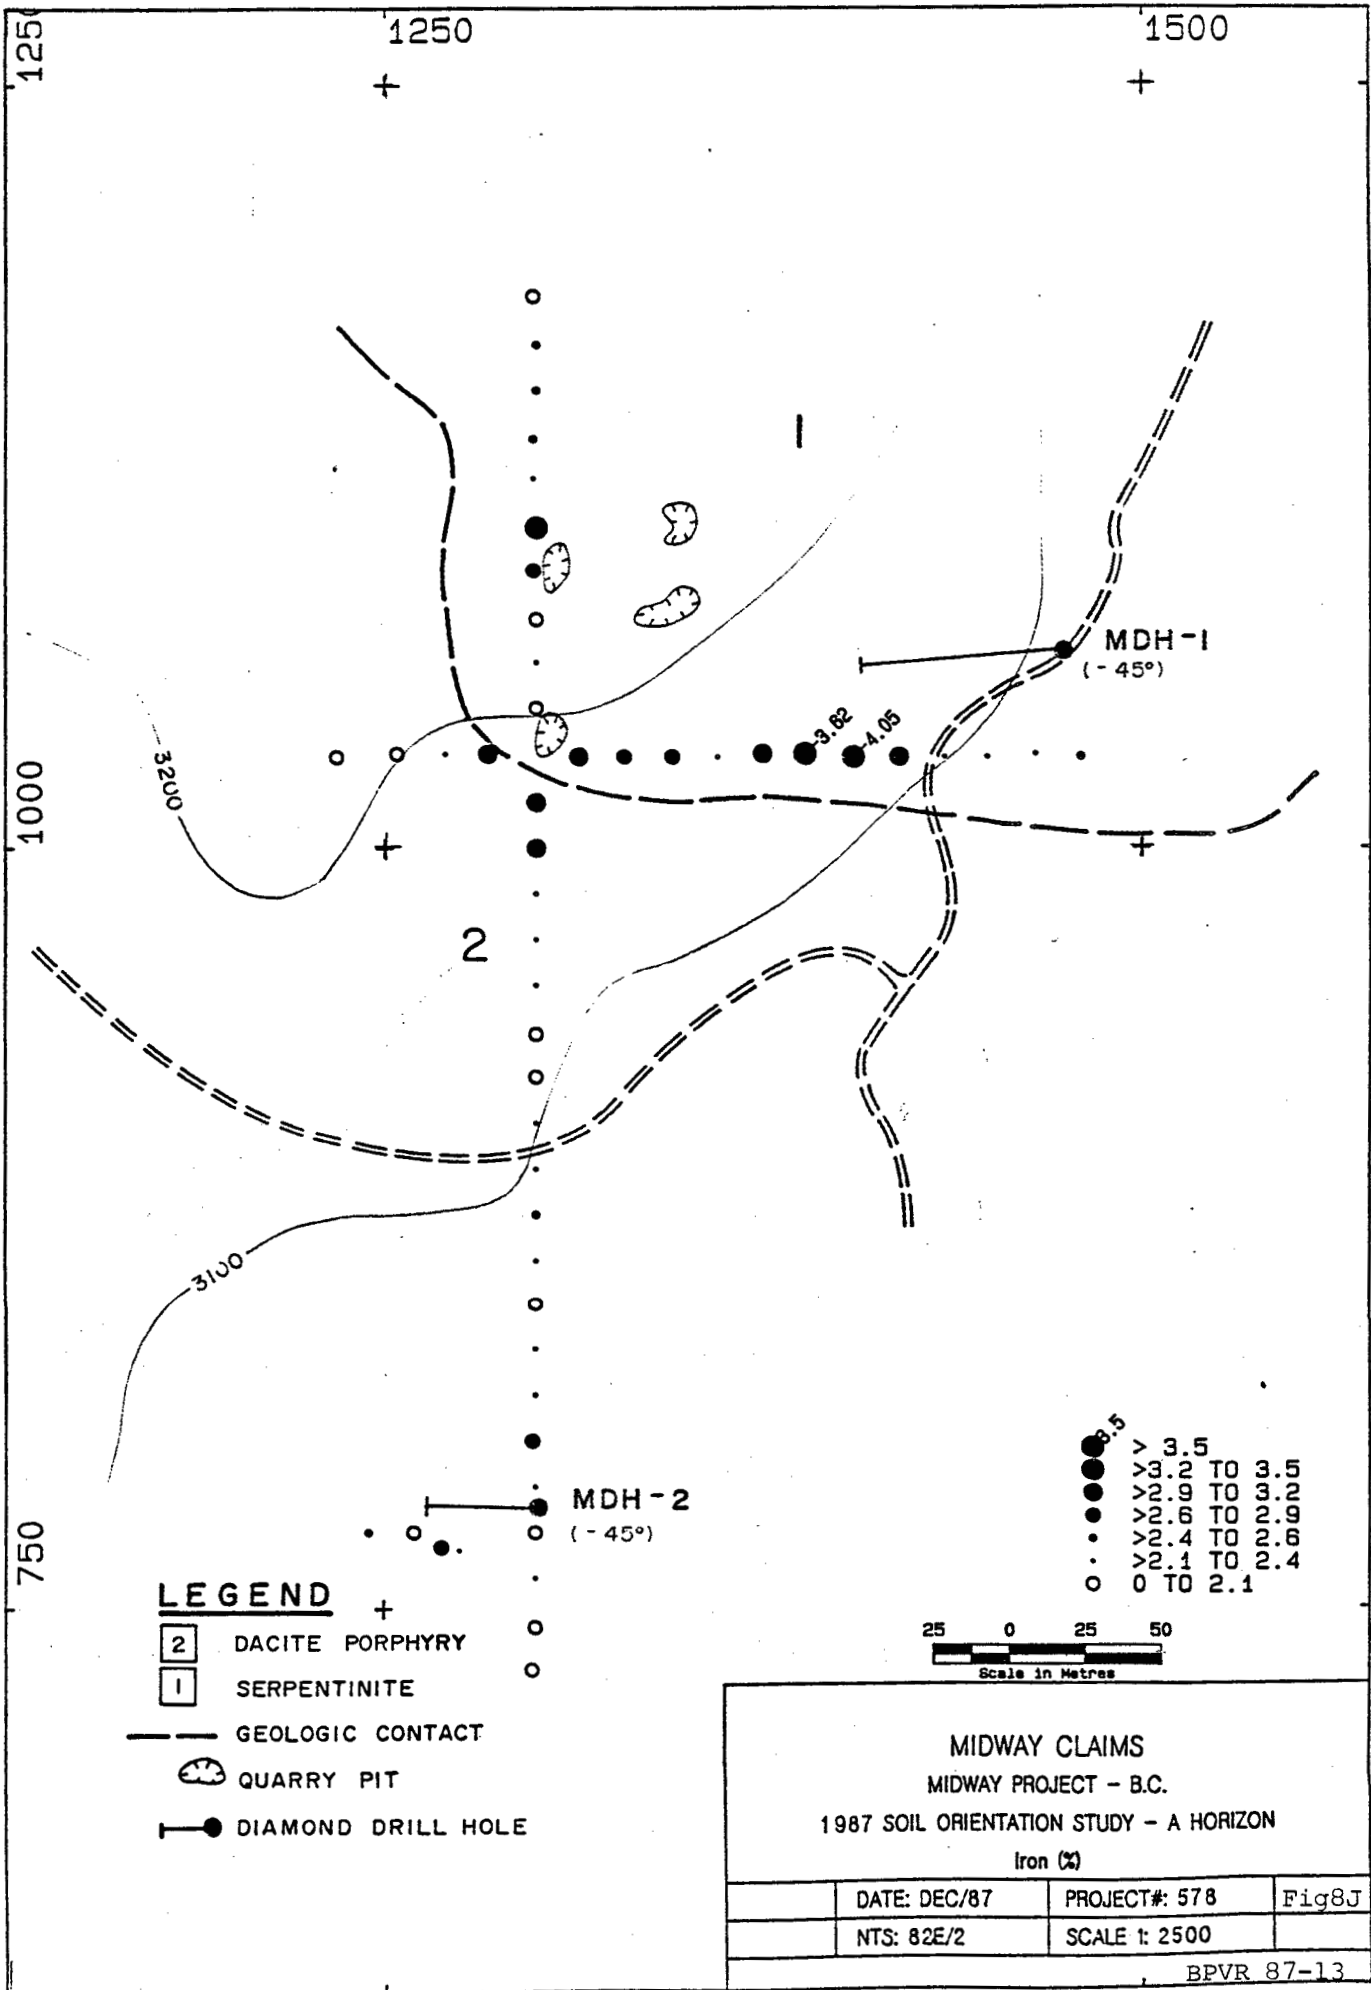 1250
1500
1250
1
MDH-1
(-45°)
3.62
4.05
3200
1000
2
3100
3.5
> 3.5
>3.2 TO 3.5
>2.9 TO 3.2
>2.6 TO 2.9
>2.4 TO 2.6
>2.1 TO 2.4
0 TO 2.1
MDH-2
(-45°)
750
LEGEND
2 DACITE PORPHYRY
1 SERPENTINITE
GEOLOGIC CONTACT
QUARRY PIT
DIAMOND DRILL HOLE
25 0 25 50
Scale in Metres
MIDWAY CLAIMS
MIDWAY PROJECT - B.C.
1987 SOIL ORIENTATION STUDY - A HORIZON
Iron (%)
DATE: DEC/87 PROJECT#: 578 Fig8J
NTS: 82E/2 SCALE 1: 2500
BPVR 87-13